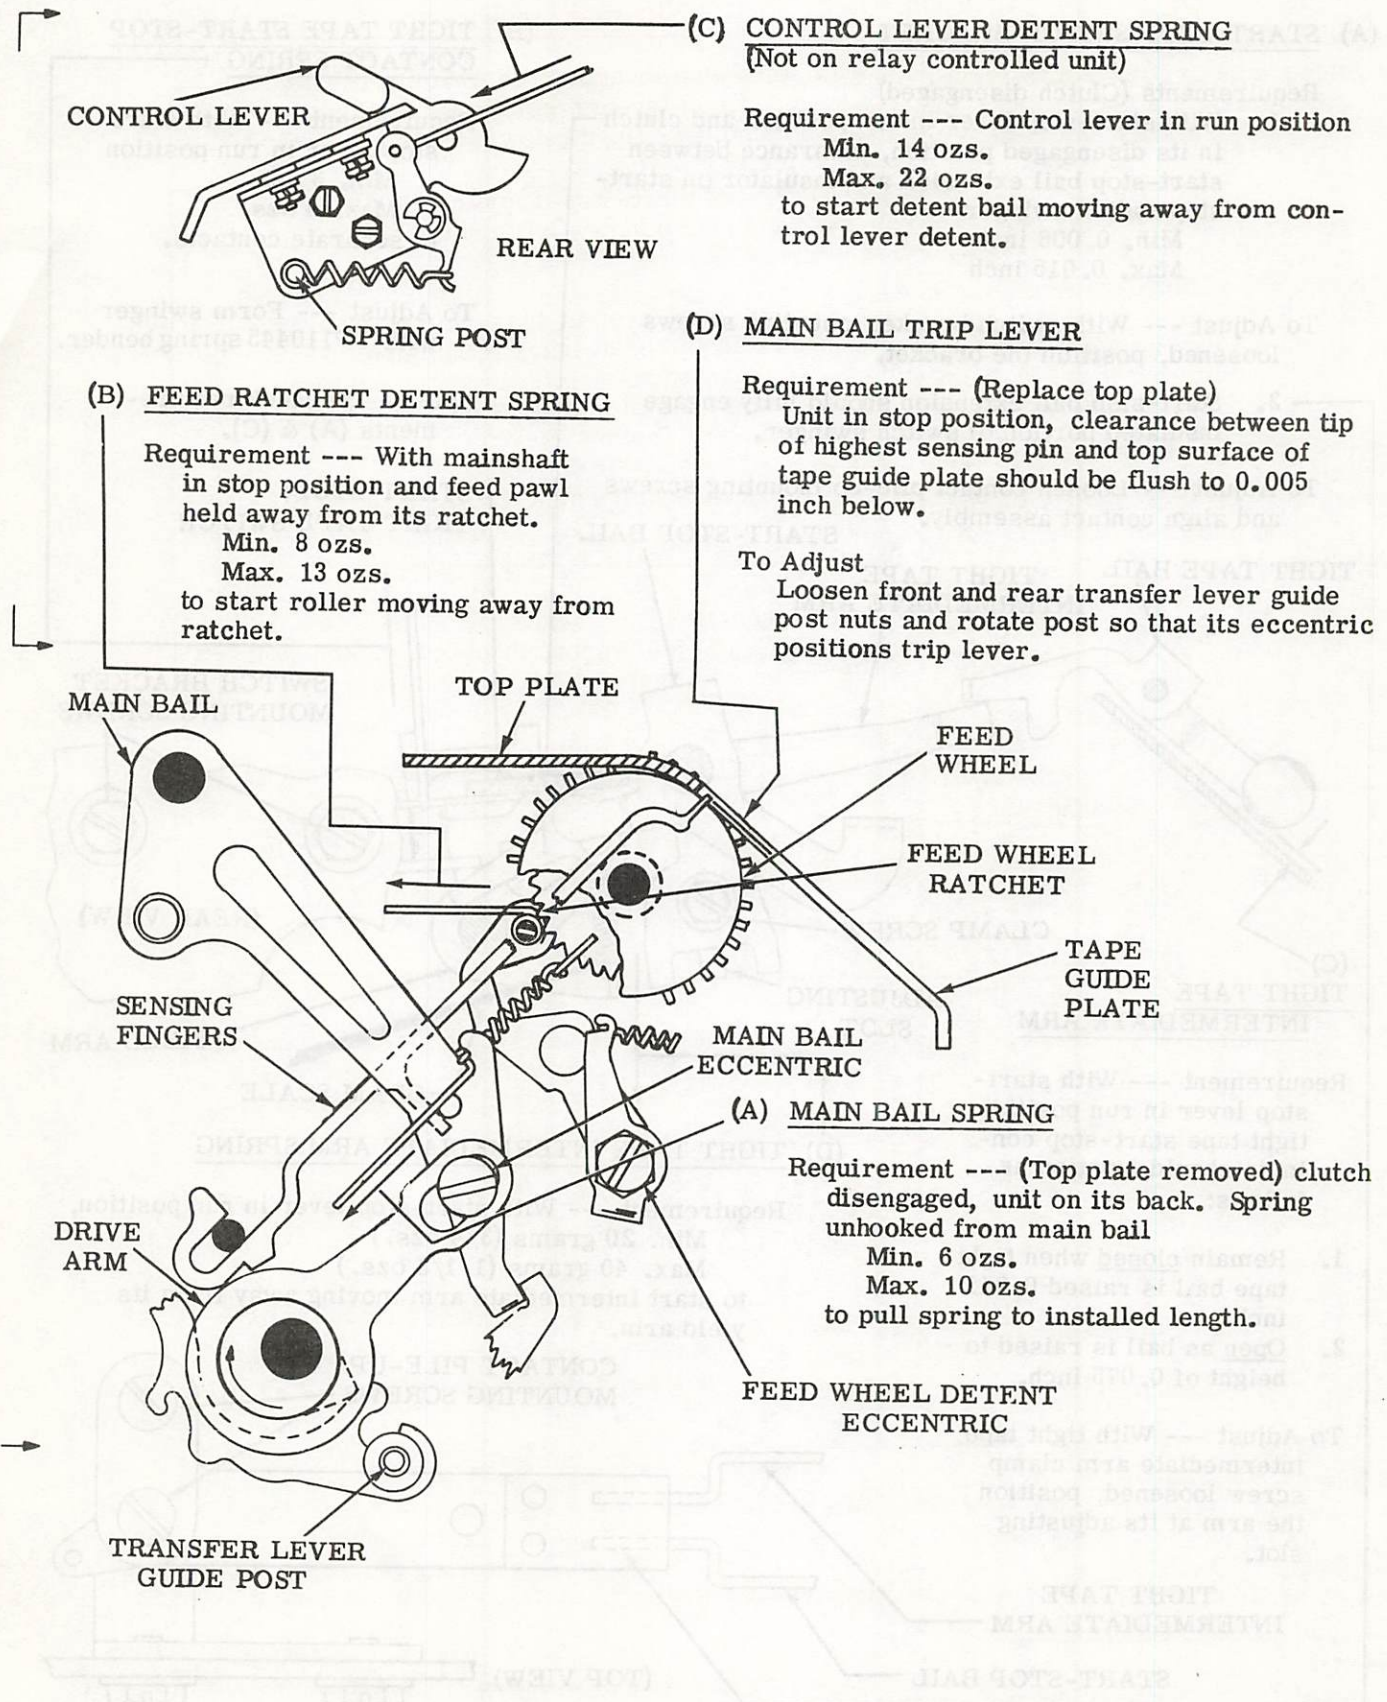 (C) CONTROL LEVER DETENT SPRING
(Not on relay controlled unit)
Requirement --- Control lever in run position
Min. 14 ozs.
Max. 22 ozs.
to start detent bail moving away from con-
trol lever detent.
CONTROL LEVER
REAR VIEW
SPRING POST
(D) MAIN BAIL TRIP LEVER
Requirement --- (Replace top plate)
Unit in stop position, clearance between tip
of highest sensing pin and top surface of
tape guide plate should be flush to 0.005
inch below.
To Adjust
Loosen front and rear transfer lever guide
post nuts and rotate post so that its eccentric
positions trip lever.
(B) FEED RATCHET DETENT SPRING
Requirement --- With mainshaft
in stop position and feed pawl
held away from its ratchet.
Min. 8 ozs.
Max. 13 ozs.
to start roller moving away from
ratchet.
MAIN BAIL
TOP PLATE
FEED
WHEEL
FEED WHEEL
RATCHET
TAPE
GUIDE
PLATE
SENSING
FINGERS
MAIN BAIL
ECCENTRIC
(A) MAIN BAIL SPRING
Requirement --- (Top plate removed) clutch
disengaged, unit on its back. Spring
unhooked from main bail
Min. 6 ozs.
Max. 10 ozs.
to pull spring to installed length.
DRIVE
ARM
FEED WHEEL DETENT
ECCENTRIC
TRANSFER LEVER
GUIDE POST